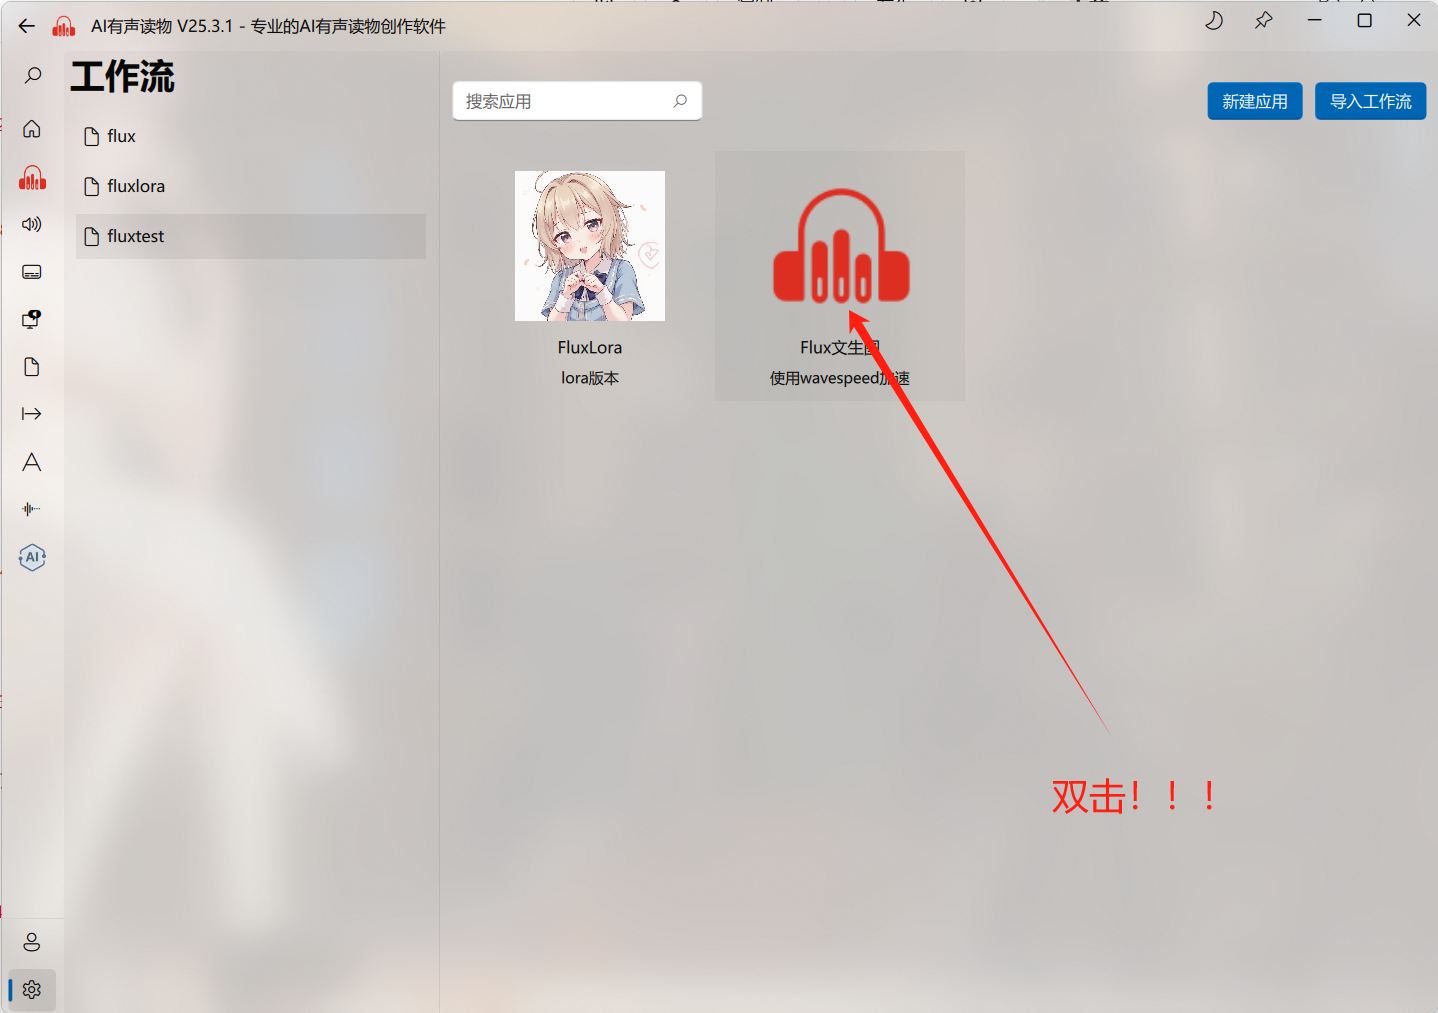 AI有声读物 V25.3.1 - 专业的AI有声读物创作软件
工作流
flux
fluxlora
fluxtest
搜索应用
新建应用
导入工作流
FluxLora
lora版本
Flux文生图
使用wavespeed加速
双击！！！
AI